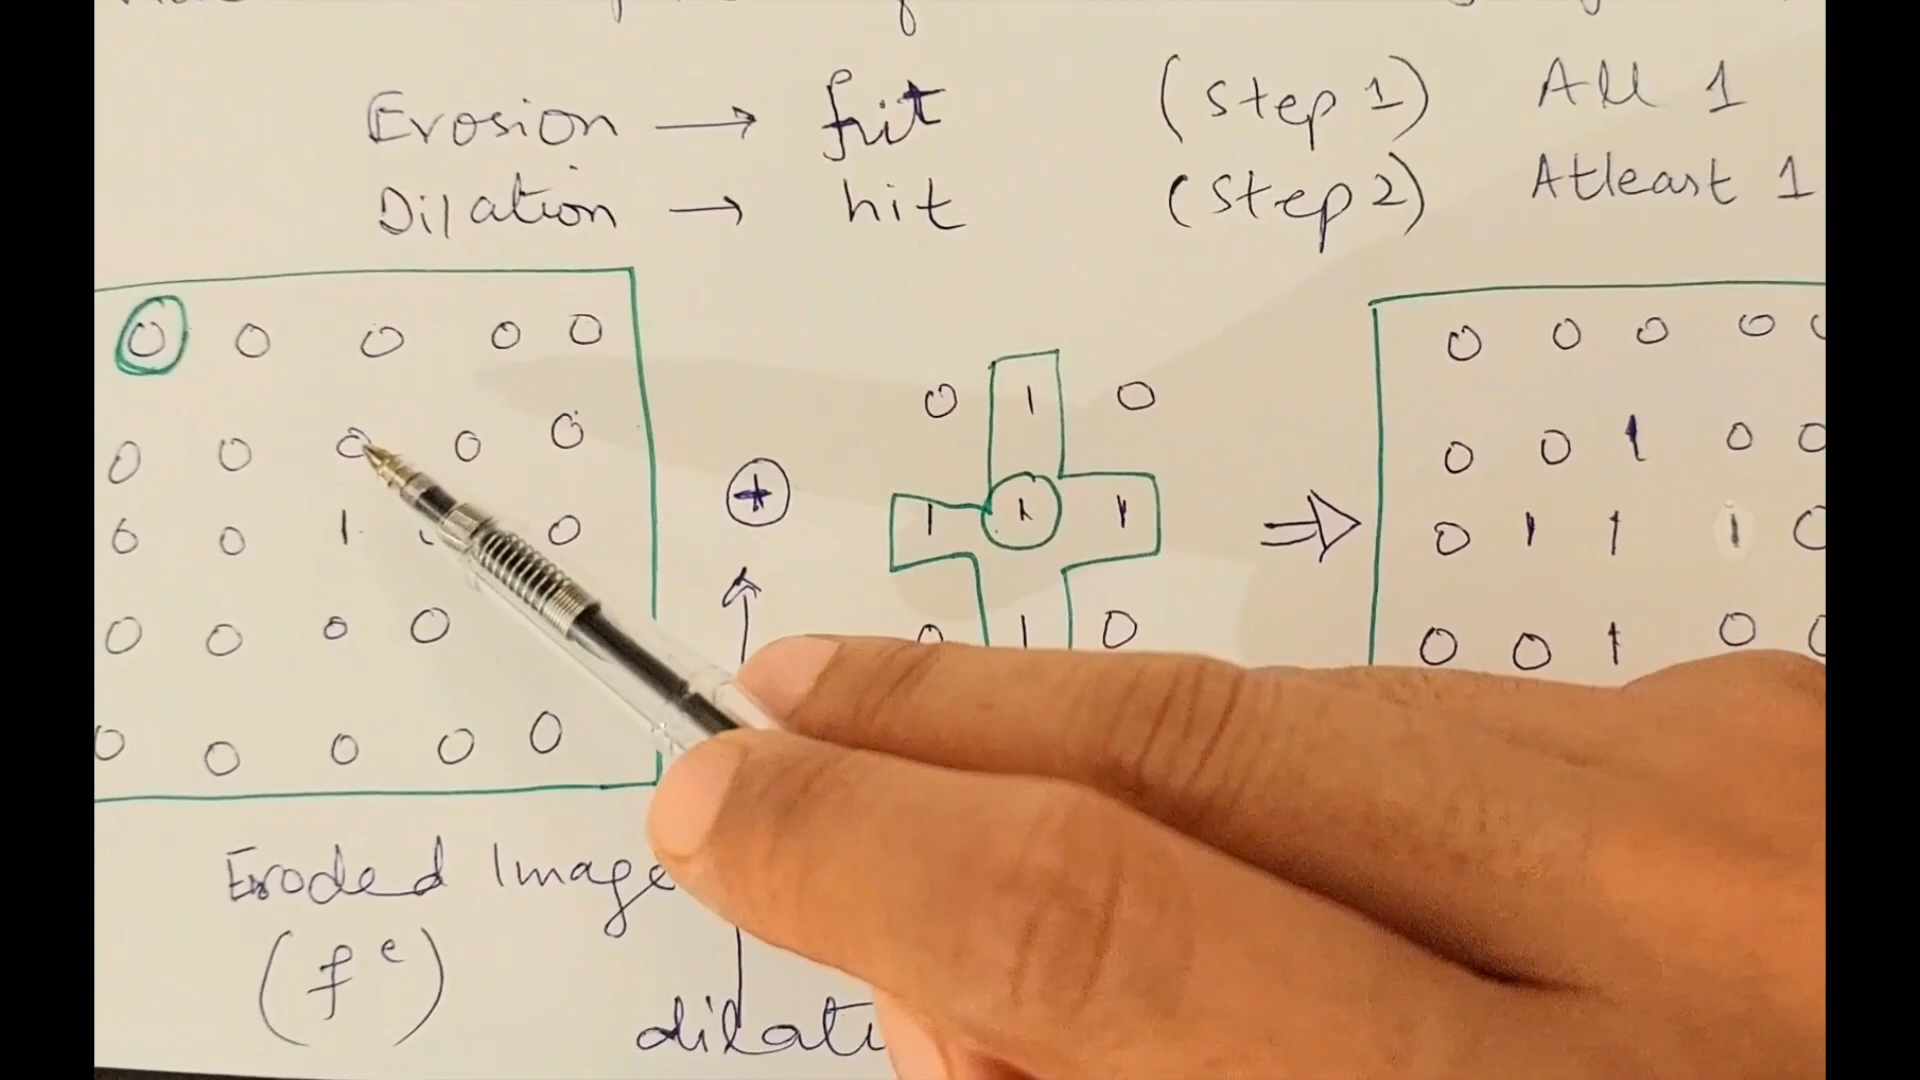 Erosion → fit (Step 1) All 1
Dilation → hit (Step 2) Atleast 1
0 0 0 0 0
0 0 0 0 0
0 0 1 0
0 0 0 0
0 0 0 0 0
+
0 1 0
1 1 1
0 1 0
⇒
0 0 0 0
0 0 1 0 0
0 1 1 1 0
0 0 1 0
Eroded Image
(f^e)
dilati